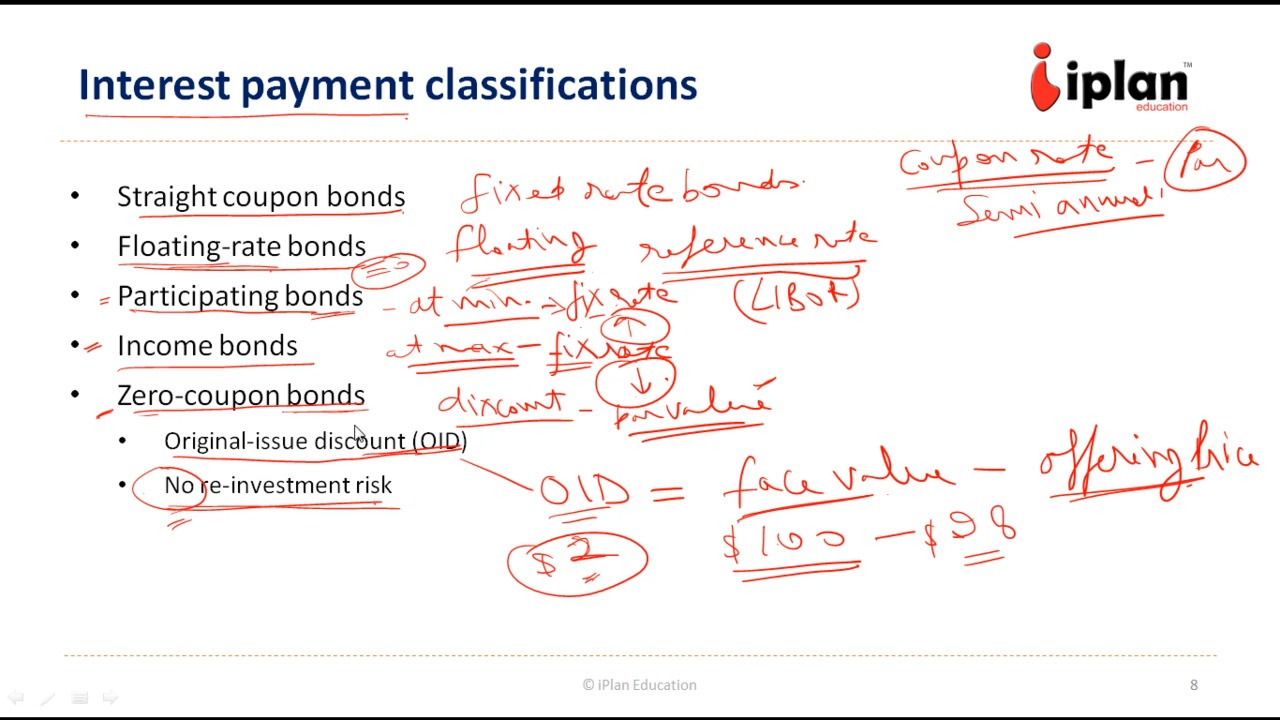 Interest payment classifications
iplan™
education
coupon rate – Par
Semi annual
• Straight coupon bonds fixed rate bonds.
• Floating-rate bonds floating reference rate
• = Participating bonds – at min. → fix rate (LIBOR)
• = Income bonds at max – fix rate
• Zero-coupon bonds discount – par value
• Original-issue discount (OID)
• No re-investment risk
OID = face value – offering Price
$2 $100 – $98
© iPlan Education
8